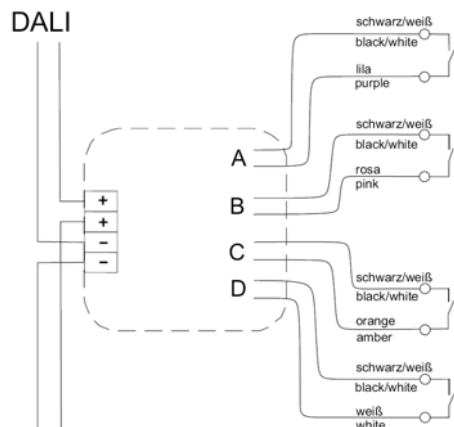 DALI
schwarz/weiß
black/white
lila
purple
A
schwarz/weiß
black/white
rosa
pink
B
+
+
−
−
C
schwarz/weiß
black/white
orange
amber
D
schwarz/weiß
black/white
weiß
white